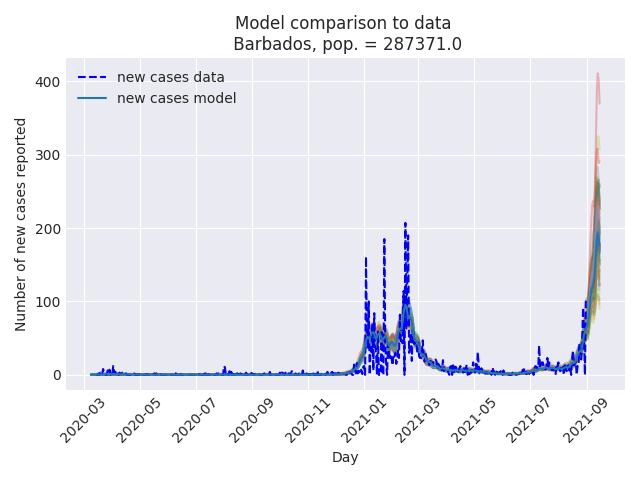 Model comparison to data
Barbados, pop. = 287371.0
new cases data
new cases model
Number of new cases reported
400
300
200
100
0
2020-03
2020-05
2020-07
2020-09
2020-11
2021-01
2021-03
2021-05
2021-07
2021-09
Day